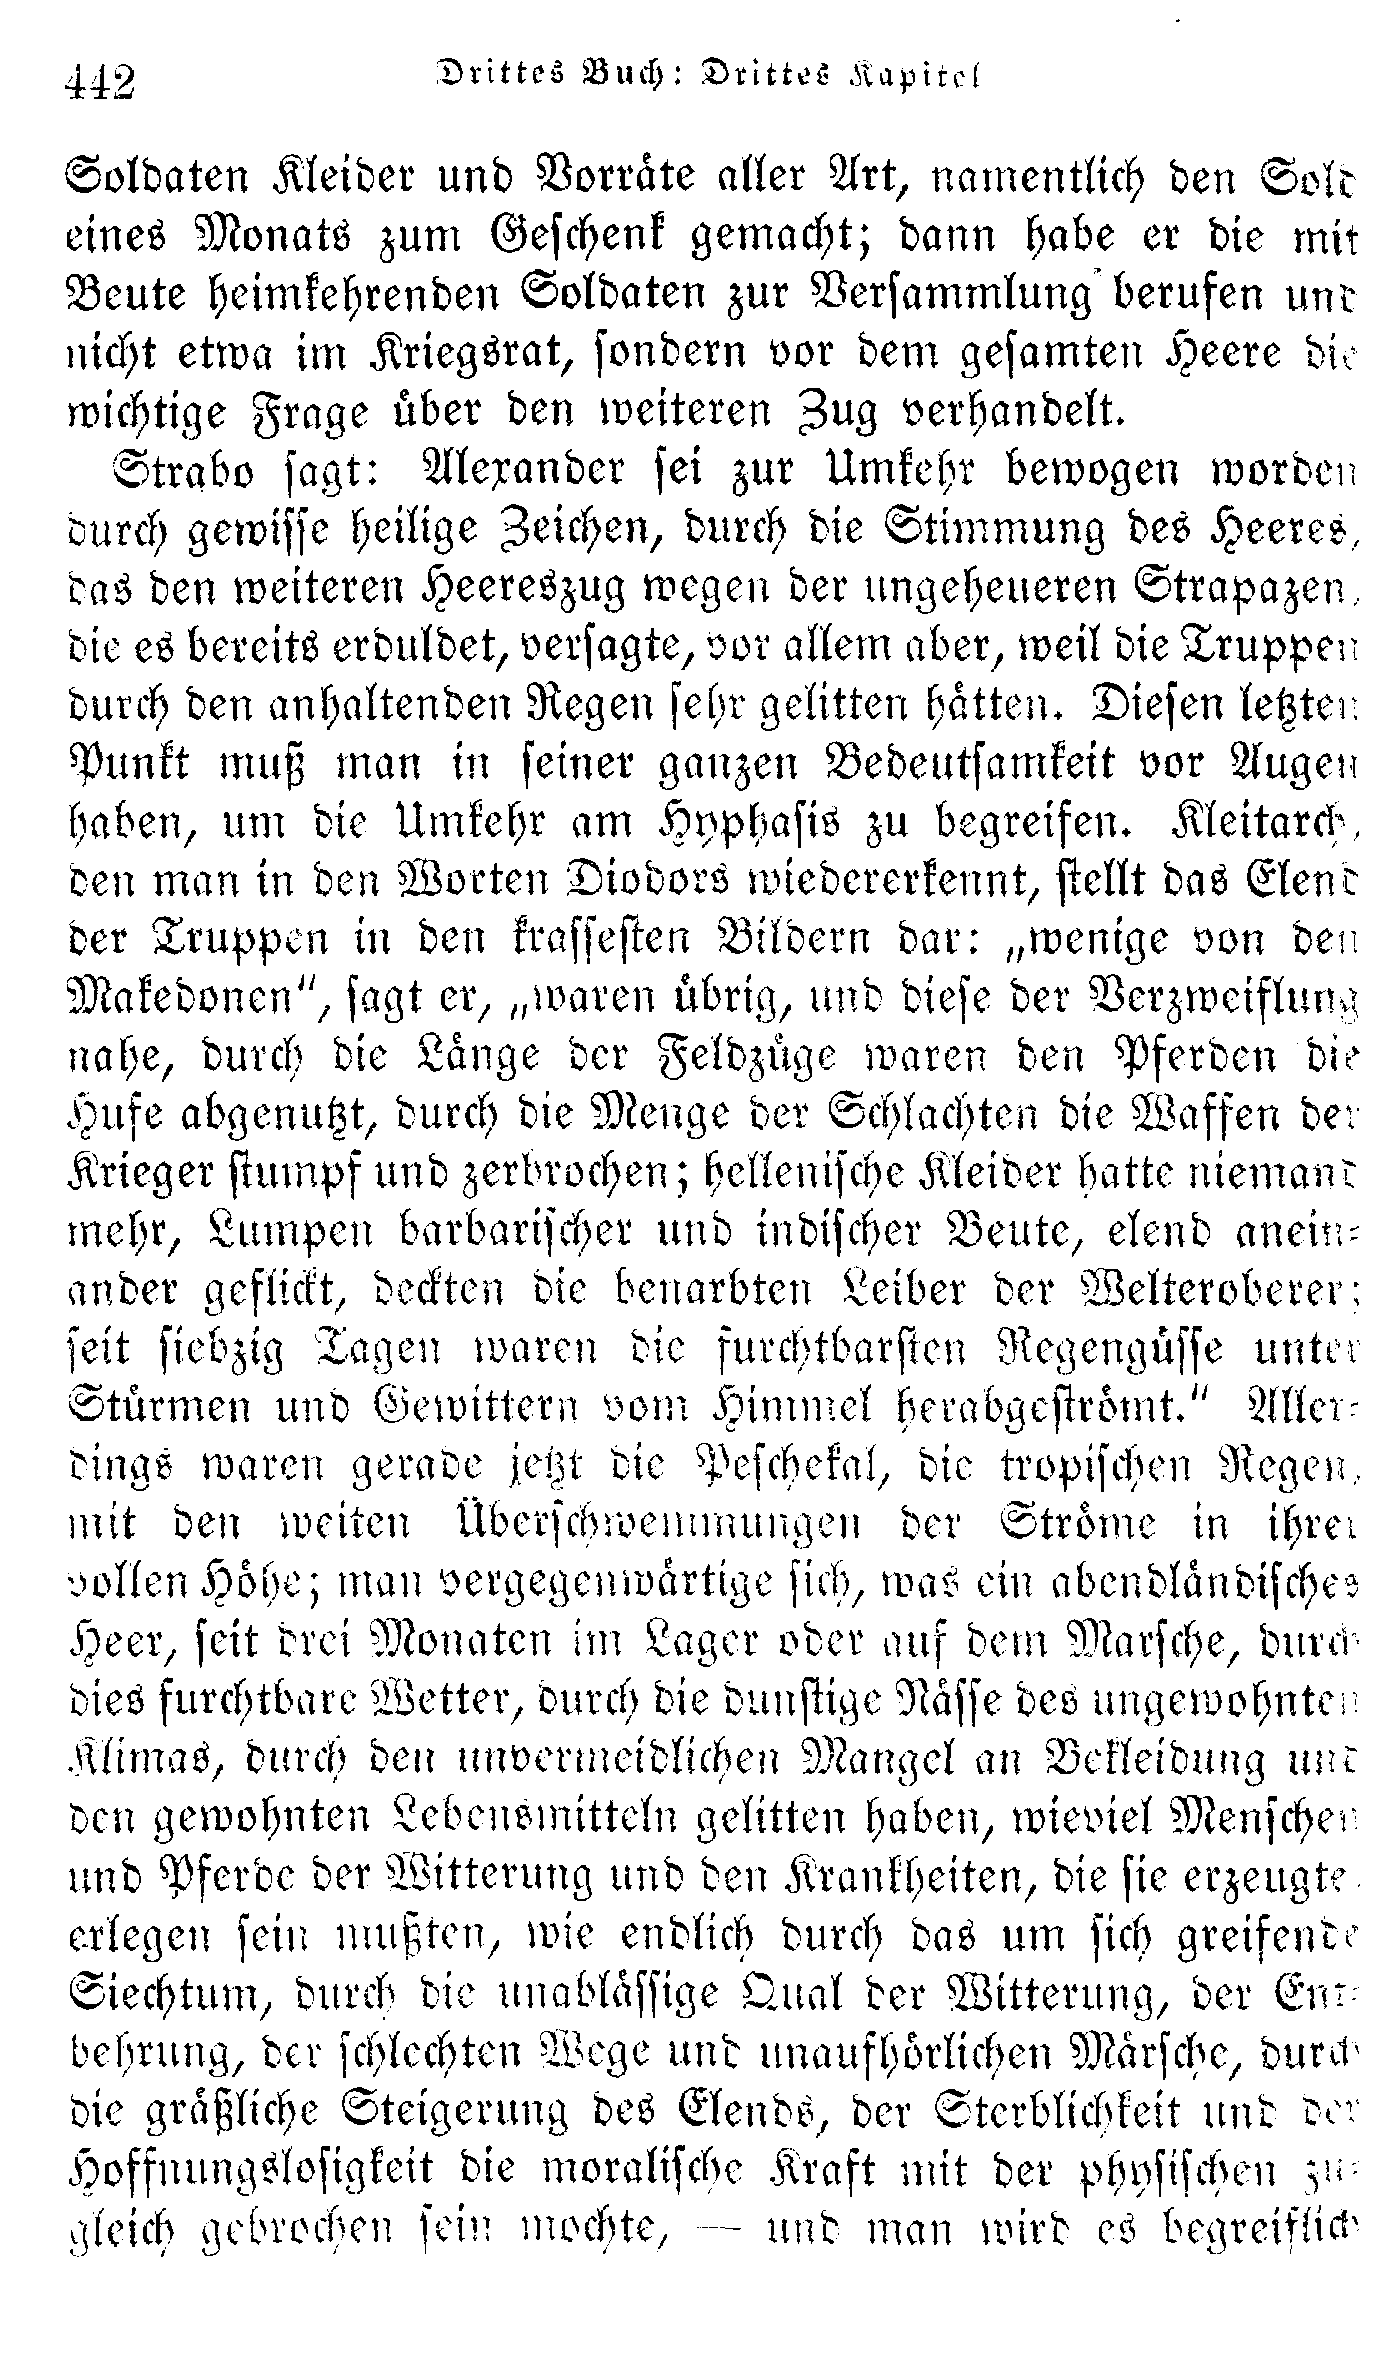 442 Drittes Buch: Drittes Kapitel
Soldaten Kleider und Vorräte aller Art, namentlich den Sold
eines Monats zum Geschenk gemacht; dann habe er die mit
Beute heimkehrenden Soldaten zur Versammlung berufen und
nicht etwa im Kriegsrat, sondern vor dem gesamten Heere die
wichtige Frage über den weiteren Zug verhandelt.
Strabo sagt: Alexander sei zur Umkehr bewogen worden
durch gewisse heilige Zeichen, durch die Stimmung des Heeres,
das den weiteren Heereszug wegen der ungeheueren Strapazen,
die es bereits erduldet, versagte, vor allem aber, weil die Truppen
durch den anhaltenden Regen sehr gelitten hätten. Diesen letzten
Punkt muß man in seiner ganzen Bedeutsamkeit vor Augen
haben, um die Umkehr am Hyphasis zu begreifen. Kleitarch,
den man in den Worten Diodors wiedererkennt, stellt das Elend
der Truppen in den krassesten Bildern dar: „wenige von den
Makedonen“, sagt er, „waren übrig, und diese der Verzweiflung
nahe, durch die Länge der Feldzüge waren den Pferden die
Hufe abgenutzt, durch die Menge der Schlachten die Waffen der
Krieger stumpf und zerbrochen; hellenische Kleider hatte niemand
mehr, Lumpen barbarischer und indischer Beute, elend anein-
ander geflickt, deckten die benarbten Leiber der Welteroberer;
seit siebzig Tagen waren die furchtbarsten Regengüsse unter
Stürmen und Gewittern vom Himmel herabgeströmt.“ Aller-
dings waren gerade jetzt die Peschekal, die tropischen Regen,
mit den weiten Überschwemmungen der Ströme in ihrer
vollen Höhe; man vergegenwärtige sich, was ein abendländisches
Heer, seit drei Monaten im Lager oder auf dem Marsche, durch
dies furchtbare Wetter, durch die dunstige Nässe des ungewohnten
Klimas, durch den unvermeidlichen Mangel an Bekleidung und
den gewohnten Lebensmitteln gelitten haben, wieviel Menschen
und Pferde der Witterung und den Krankheiten, die sie erzeugte,
erlegen sein mußten, wie endlich durch das um sich greifende
Siechtum, durch die unablässige Qual der Witterung, der Ent-
behrung, der schlechten Wege und unaufhörlichen Märsche, durch
die gräßliche Steigerung des Elends, der Sterblichkeit und der
Hoffnungslosigkeit die moralische Kraft mit der physischen zu-
gleich gebrochen sein mochte, — und man wird es begreiflich